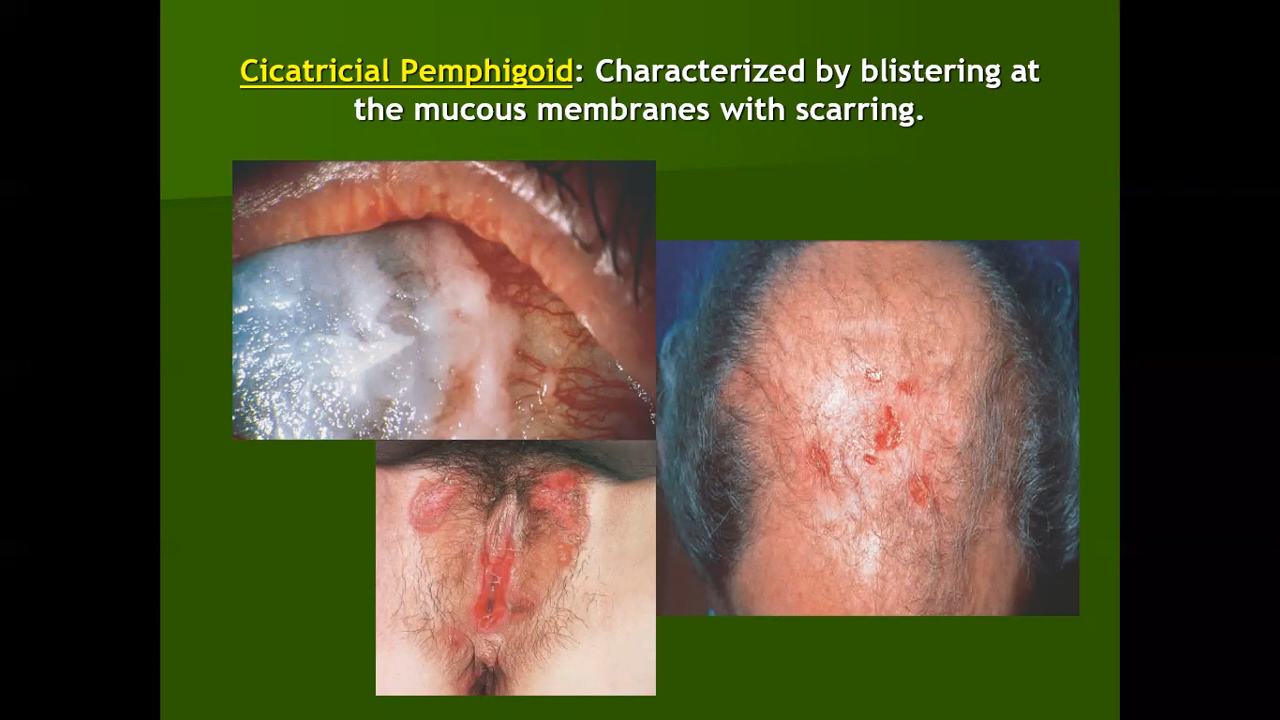 Cicatricial Pemphigoid: Characterized by blistering at
the mucous membranes with scarring.